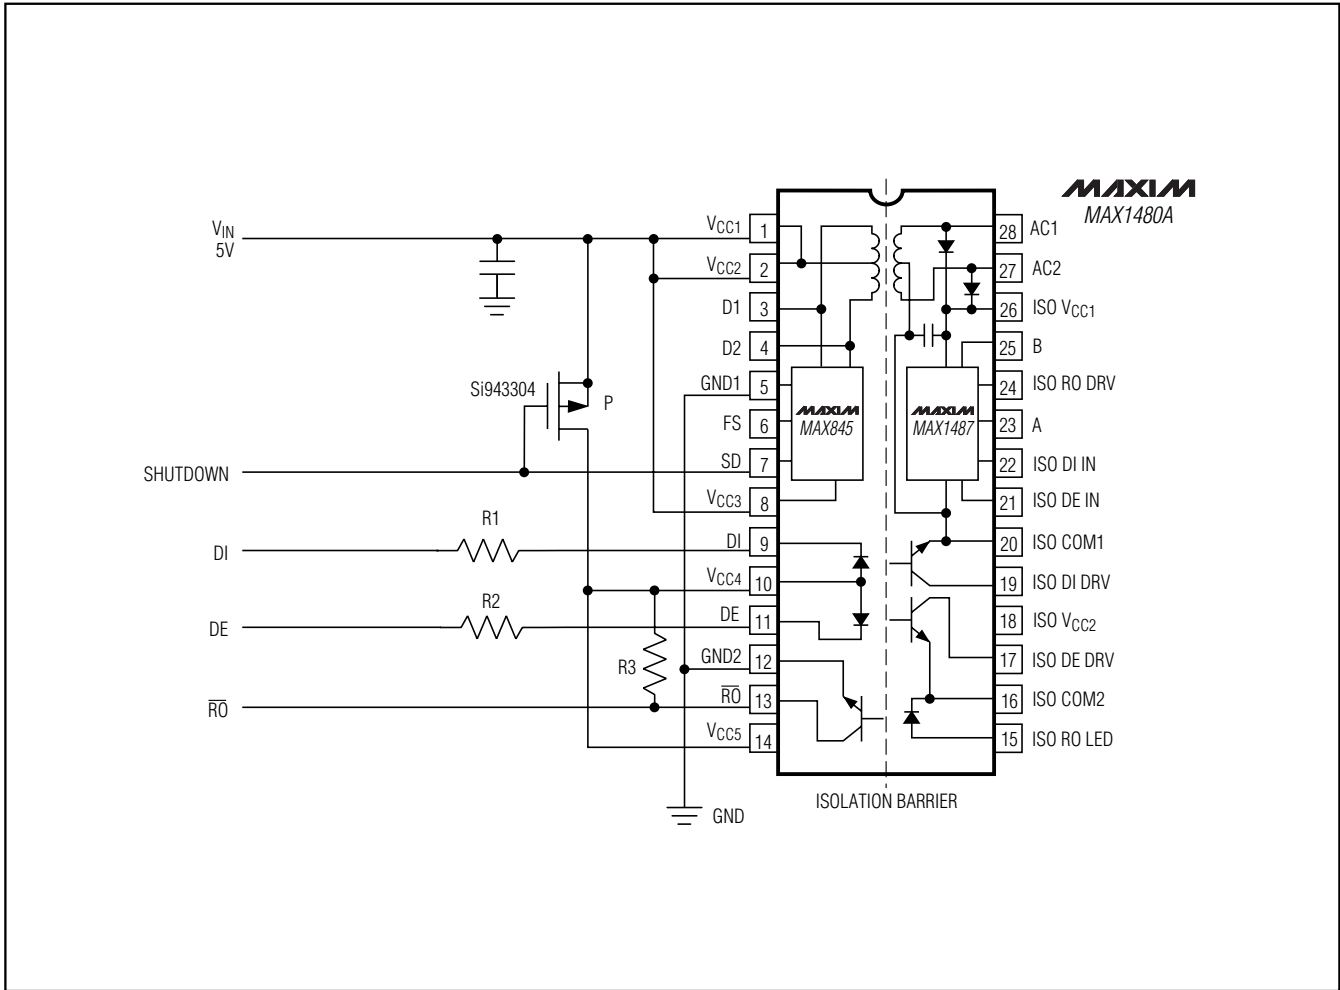 MAXIM
MAX1480A
VIN
5V
VCC1
1
28
AC1
VCC2
2
27
AC2
D1
3
26
ISO VCC1
D2
4
25
B
GND1
5
24
ISO RO DRV
Si943304
P
MAXIM
MAX845
MAXIM
MAX1487
FS
6
23
A
SHUTDOWN
SD
7
22
ISO DI IN
VCC3
8
21
ISO DE IN
R1
DI
DI
9
20
ISO COM1
VCC4
10
19
ISO DI DRV
R2
DE
DE
11
18
ISO VCC2
R3
GND2
12
17
ISO DE DRV
R̅O̅
R̅O̅
13
16
ISO COM2
VCC5
14
15
ISO RO LED
ISOLATION BARRIER
GND